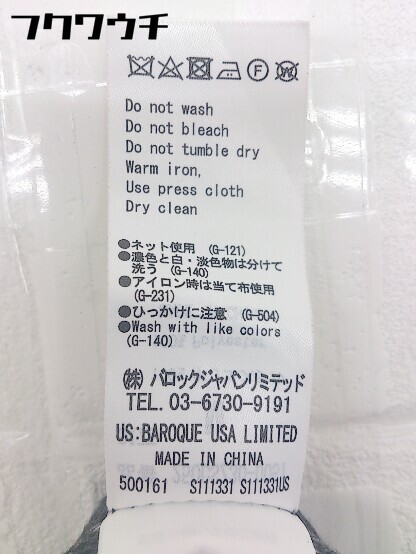 フクワウチ
Do not wash
Do not bleach
Do not tumble dry
Warm iron,
Use press cloth
Dry clean
●ネット使用 (G-121)
●濃色と白・淡色物は分けて
洗う (G-140)
●アイロン時は当て布使用
(G-231)
●ひっかけに注意 (G-504)
●Wash with like colors
(G-140)
㈱ バロックジャパンリミテッド
TEL. 03-6730-9191
US:BAROQUE USA LIMITED
MADE IN CHINA
500161 S111331 S111331US